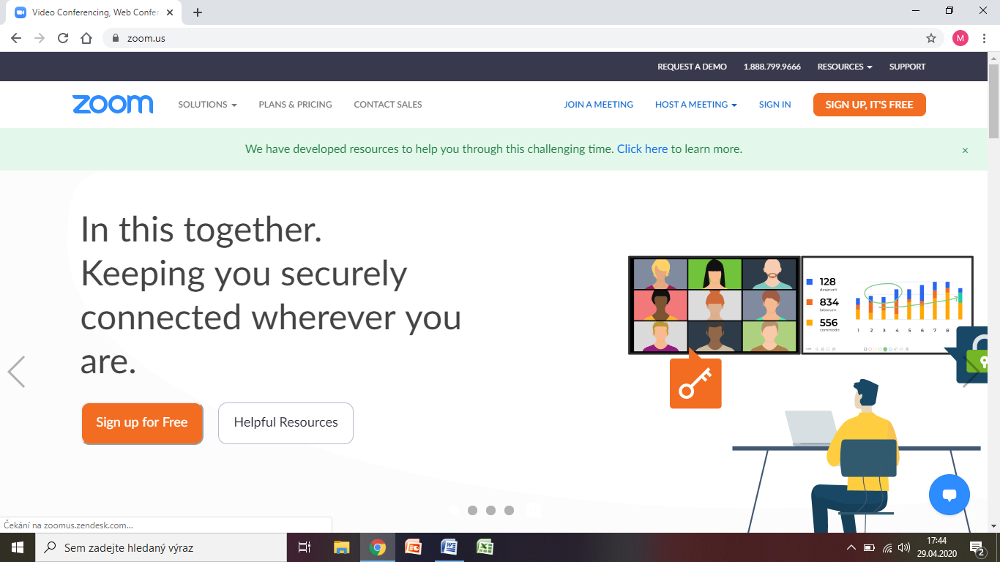 Video Conferencing, Web Confer
zoom.us
M
REQUEST A DEMO 1.888.799.9666 RESOURCES SUPPORT
zoom SOLUTIONS PLANS & PRICING CONTACT SALES JOIN A MEETING HOST A MEETING SIGN IN SIGN UP, IT'S FREE
We have developed resources to help you through this challenging time. Click here to learn more.
In this together.
Keeping you securely
connected wherever you
are.
128
deserunt
834
laborum
556
commodo
1 2 3 4 5 6 7 8
Sign up for Free Helpful Resources
Čekání na zoomus.zendesk.com...
Sem zadejte hledaný výraz
17:44
29.04.2020
2